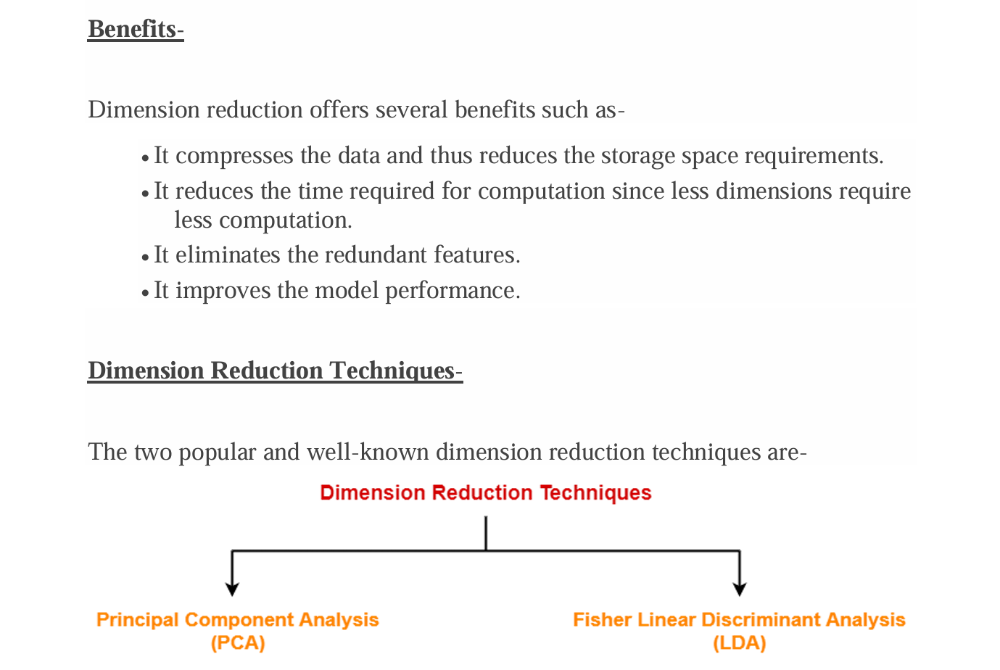 Benefits-
Dimension reduction offers several benefits such as-
• It compresses the data and thus reduces the storage space requirements.
• It reduces the time required for computation since less dimensions require
less computation.
• It eliminates the redundant features.
• It improves the model performance.
Dimension Reduction Techniques-
The two popular and well-known dimension reduction techniques are-
Dimension Reduction Techniques
Principal Component Analysis
(PCA)
Fisher Linear Discriminant Analysis
(LDA)